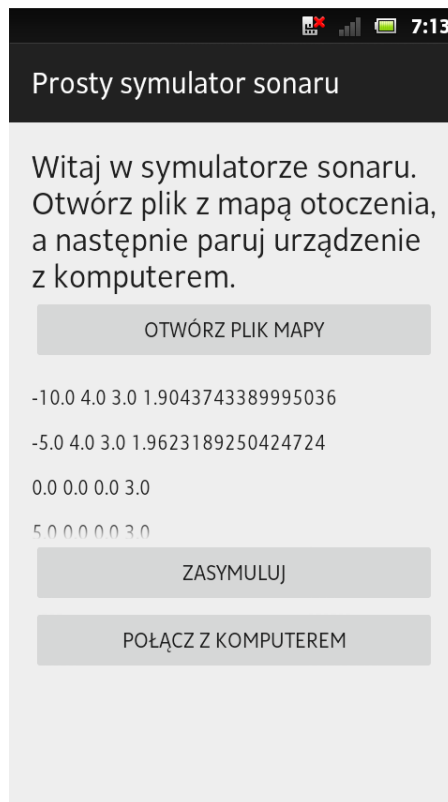 7:13
Prosty symulator sonaru
Witaj w symulatorze sonaru.
Otwórz plik z mapą otoczenia,
a następnie paruj urządzenie
z komputerem.
OTWÓRZ PLIK MAPY
-10.0 4.0 3.0 1.9043743389995036
-5.0 4.0 3.0 1.9623189250424724
0.0 0.0 0.0 3.0
5.0 0.0 0.0 3.0
ZASYMULUJ
POŁĄCZ Z KOMPUTEREM